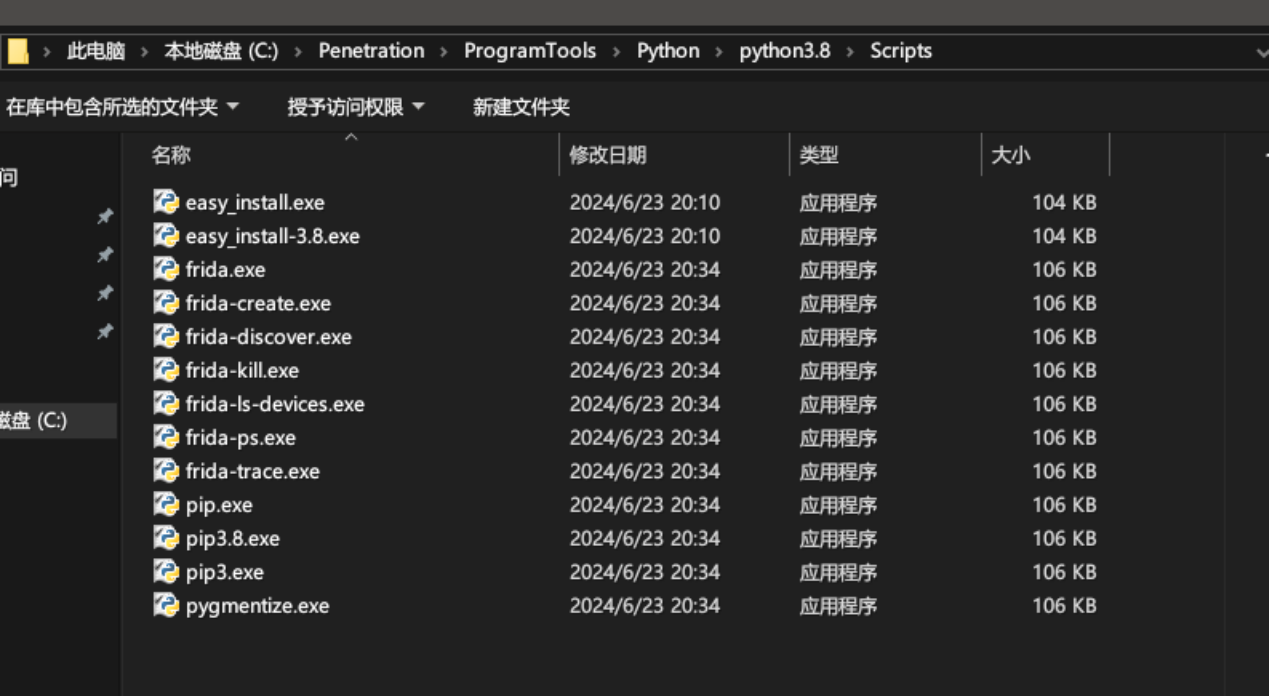 此电脑 › 本地磁盘 (C:) › Penetration › ProgramTools › Python › python3.8 › Scripts
在库中包含所选的文件夹 授予访问权限 新建文件夹
名称 修改日期 类型 大小
问
easy_install.exe 2024/6/23 20:10 应用程序 104 KB
easy_install-3.8.exe 2024/6/23 20:10 应用程序 104 KB
frida.exe 2024/6/23 20:34 应用程序 106 KB
frida-create.exe 2024/6/23 20:34 应用程序 106 KB
frida-discover.exe 2024/6/23 20:34 应用程序 106 KB
frida-kill.exe 2024/6/23 20:34 应用程序 106 KB
frida-ls-devices.exe 2024/6/23 20:34 应用程序 106 KB
磁盘 (C:)
frida-ps.exe 2024/6/23 20:34 应用程序 106 KB
frida-trace.exe 2024/6/23 20:34 应用程序 106 KB
pip.exe 2024/6/23 20:34 应用程序 106 KB
pip3.8.exe 2024/6/23 20:34 应用程序 106 KB
pip3.exe 2024/6/23 20:34 应用程序 106 KB
pygmentize.exe 2024/6/23 20:34 应用程序 106 KB